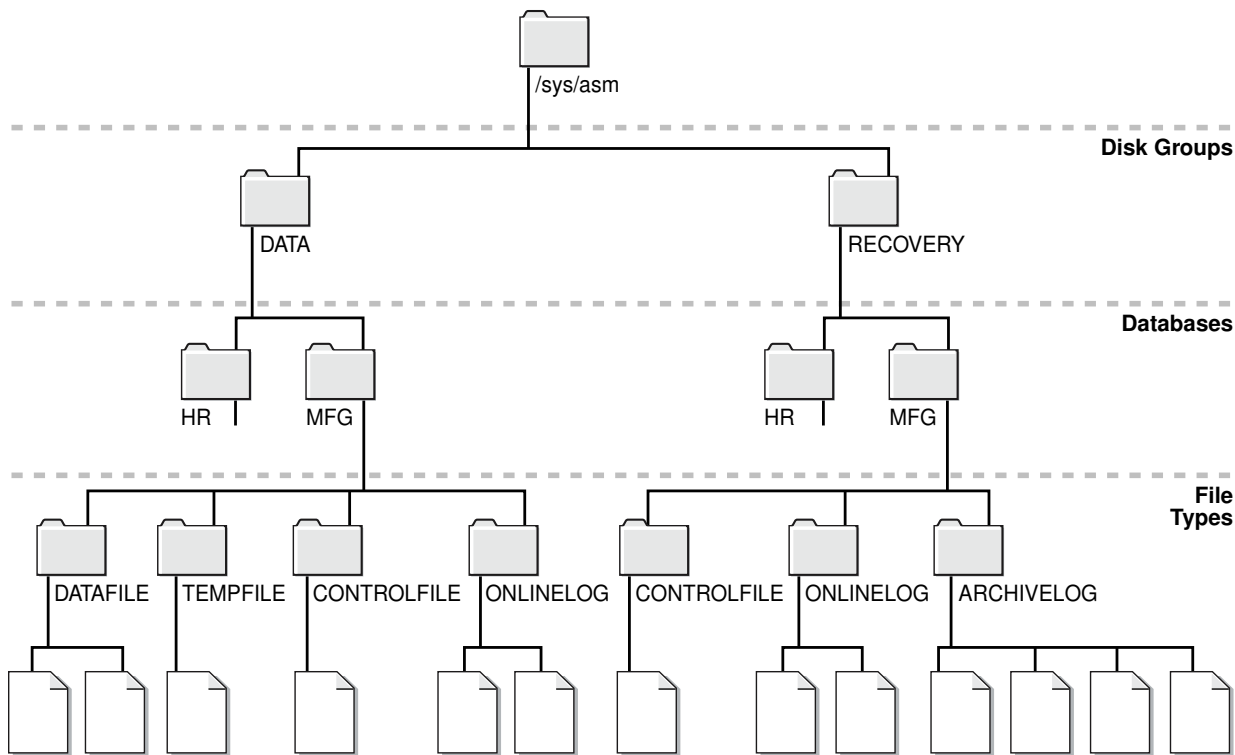 /sys/asm
Disk Groups
DATA
RECOVERY
Databases
HR
MFG
HR
MFG
File
Types
DATAFILE
TEMPFILE
CONTROLFILE
ONLINELOG
CONTROLFILE
ONLINELOG
ARCHIVELOG